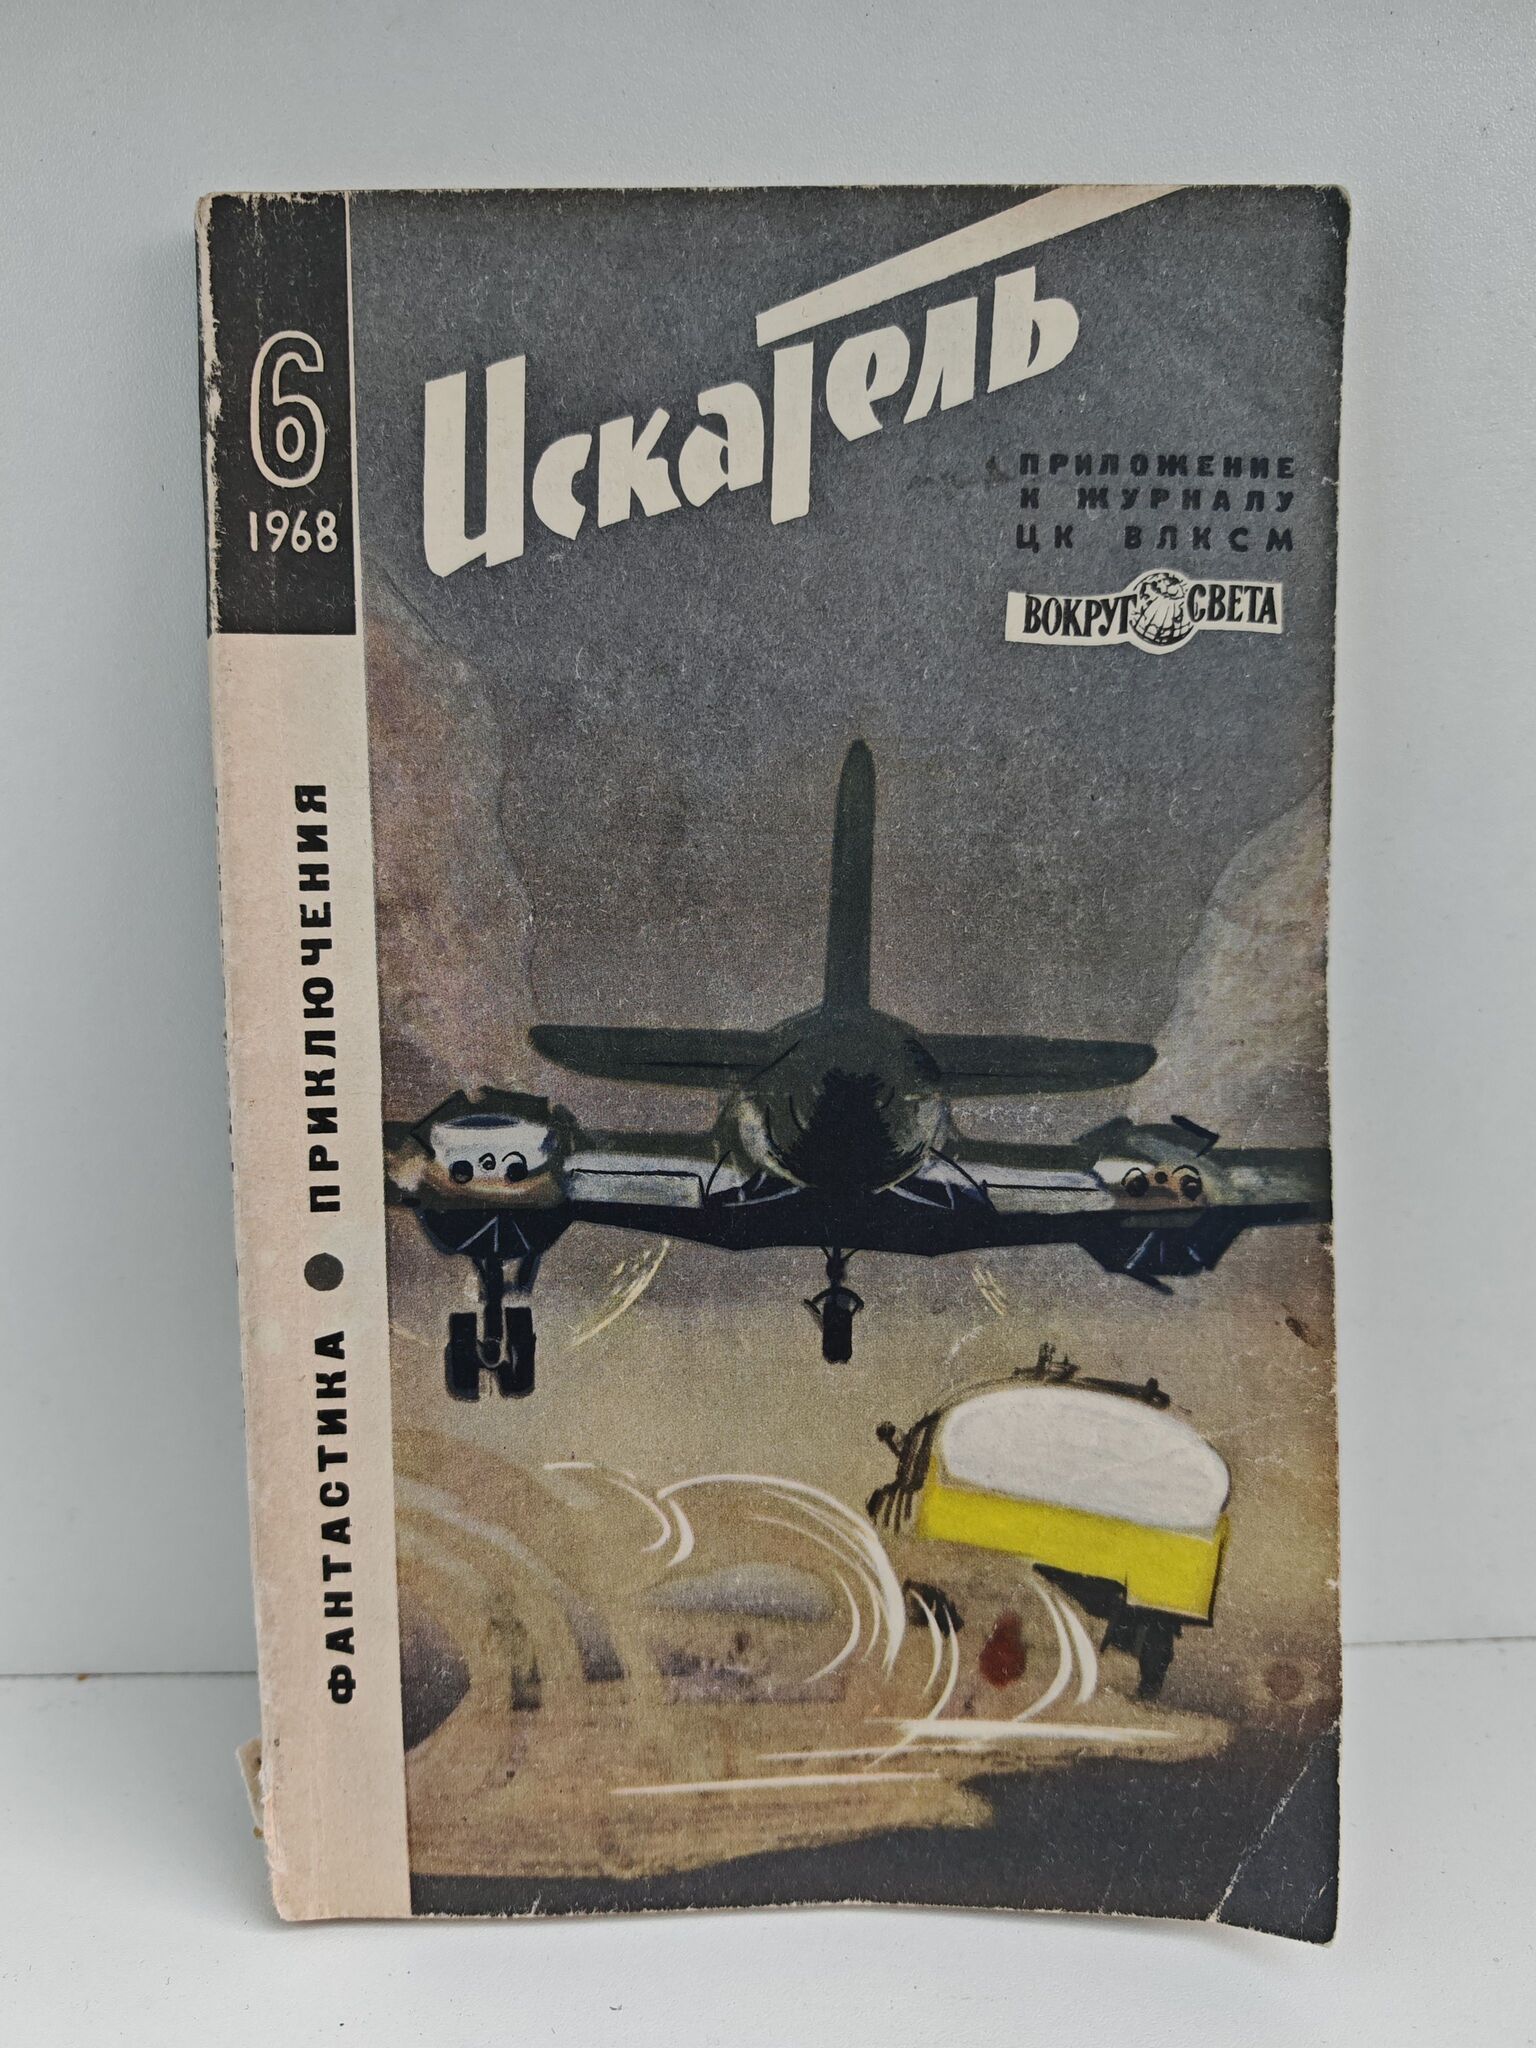 6
1968
Искатель
ПРИЛОЖЕНИЕ
К ЖУРНАЛУ
ЦК ВЛКСМ
ВОКРУГ СВЕТА
ФАНТАСТИКА ● ПРИКЛЮЧЕНИЯ